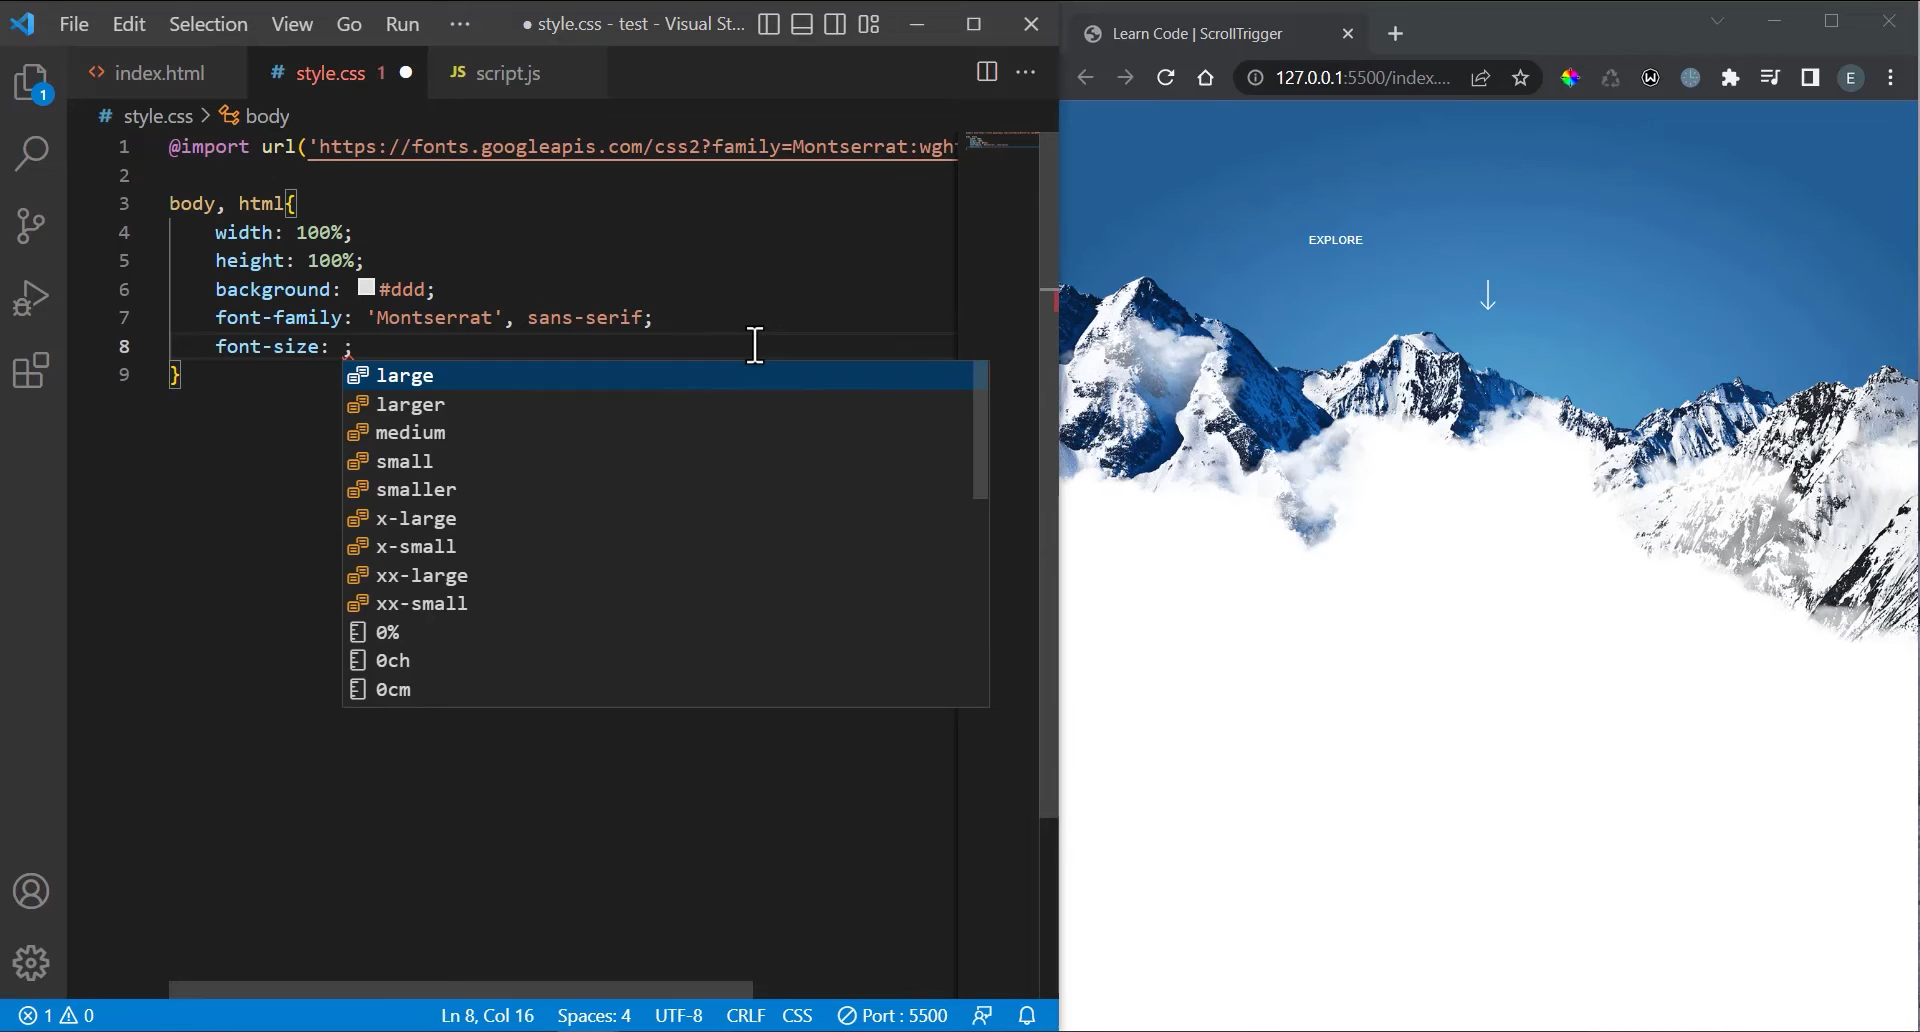 File Edit Selection View Go Run ··· ● style.css - test - Visual St...
Learn Code | ScrollTrigger
<> index.html # style.css 1 ● JS script.js
127.0.0.1:5500/index.... E
1
# style.css > body
1 @import url('https://fonts.googleapis.com/css2?family=Montserrat:wgh
2
3 body, html{
4 width: 100%;
5 height: 100%;
6 background: #ddd;
7 font-family: 'Montserrat', sans-serif;
8 font-size: ;
9 }
large
larger
medium
small
smaller
x-large
x-small
xx-large
xx-small
0%
0ch
0cm
EXPLORE
1 0 Ln 8, Col 16 Spaces: 4 UTF-8 CRLF CSS Port : 5500